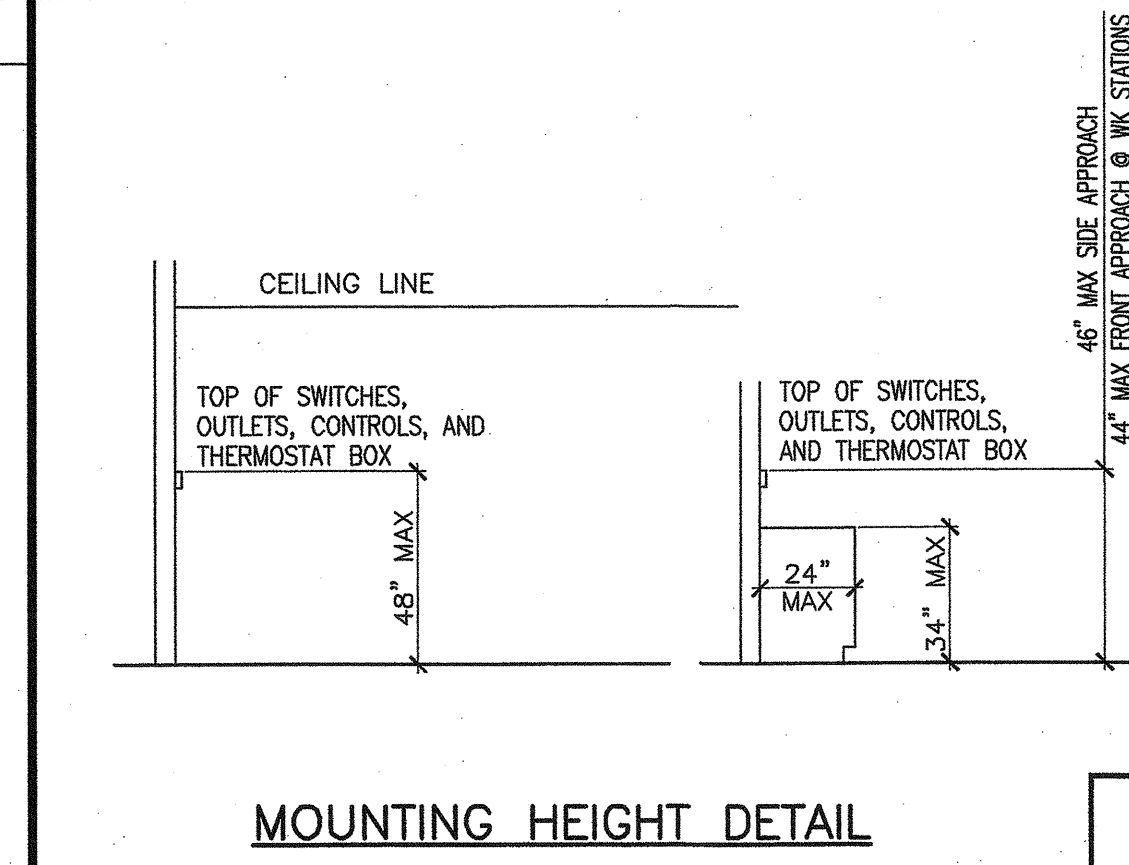 CEILING LINE
TOP OF SWITCHES,
OUTLETS, CONTROLS, AND
THERMOSTAT BOX
48" MAX
TOP OF SWITCHES,
OUTLETS, CONTROLS,
AND THERMOSTAT BOX
24"
MAX
34" MAX
46" MAX SIDE APPROACH
44" MAX FRONT APPROACH @ WK STATIONS
MOUNTING HEIGHT DETAIL